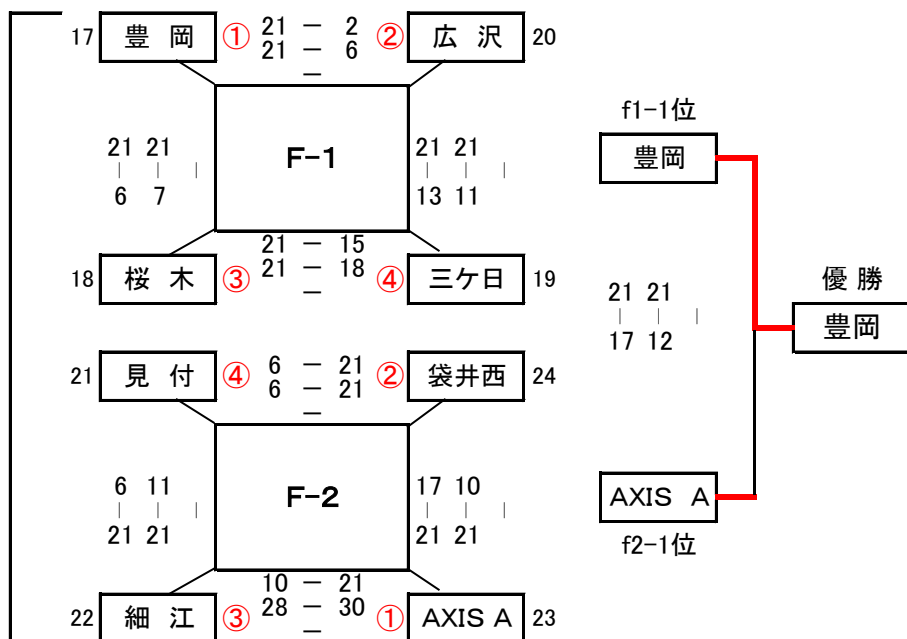 17 豊 岡 ① 21 － 2 ② 広 沢 20
21 － 6
－
f1-1位
21 21 F-1 21 21 豊岡
｜ ｜ ｜ ｜ ｜ ｜
6 7 13 11
21 － 15
18 桜 木 ③ 21 － 18 ④ 三ケ日 19
－
優 勝
21 21 豊岡
｜ ｜ ｜
17 12
21 見 付 ④ 6 － 21 ② 袋井西 24
6 － 21
－
6 11 F-2 17 10 AXIS A
｜ ｜ ｜ ｜ ｜ ｜
21 21 21 21 f2-1位
10 － 21
22 細 江 ③ 28 － 30 ① AXIS A 23
－